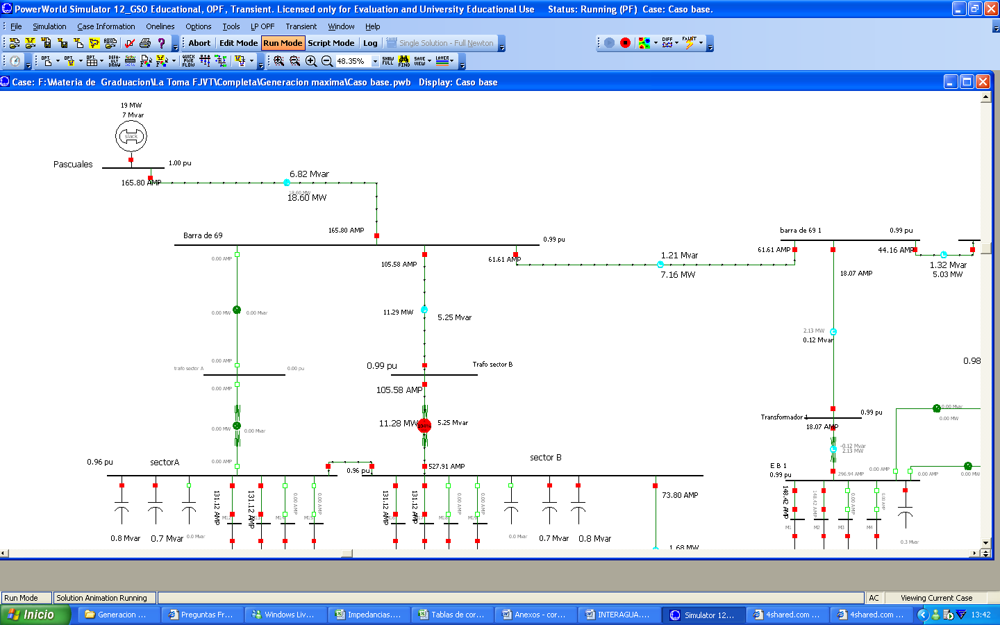 PowerWorld Simulator 12_GSO Educational, OPF, Transient. Licensed only for Evaluation and University Educational Use    Status: Running (PF)  Case: Caso base.
File  Simulation  Case Information  Onelines  Options  Tools  LP OPF  Transient  Window  Help
Abort  Edit Mode  Run Mode  Script Mode  Log  Single Solution - Full Newton
48.35%
Case: F:\Materia de  Graduacion\La Toma FJVT\Completa\Generacion maxima\Caso base.pwb   Display: Caso base
19 MW
7 Mvar
slack
Pascuales
1.00 pu
165.80 AMP
6.82 Mvar
18.60 MW
18.60 MW
165.80 AMP
Barra de 69
0.99 pu
barra de 69 1
0.99 pu
0.00 AMP
105.58 AMP
61.61 AMP
1.21 Mvar
7.16 MW
61.61 AMP
44.16 AMP
1.32 Mvar
5.03 MW
18.07 AMP
0.00 MW
0.00 Mvar
11.29 MW
5.25 Mvar
2.13 MW
0.12 Mvar
0.98
0.00 AMP
trafo sector A
0.00 pu
0.99 pu
Trafo sector B
0.00 AMP
105.58 AMP
0.00 MW
0.00 Mvar
11.28 MW
5.25 Mvar
Transformador 1
0.99 pu
18.07 AMP
0.00 Mvar
0.00 MW
-0.12 Mvar
2.13 MW
0.96 pu
sectorA
0.00 AMP
0.96 pu
527.91 AMP
sector B
E B 1
0.99 pu
296.94 AMP
0.00 AMP
0.00 AMP
0.00 MW
131.12 AMP
131.12 AMP
0.00 AMP
0.00 AMP
131.12 AMP
131.12 AMP
0.00 AMP
0.00 AMP
73.80 AMP
148.42 AMP
148.42 AMP
0.00 AMP
0.00 AMP
M14
M15
M18
M19
M1
M2
M3
M4
0.8 Mvar
0.7 Mvar
0.0 Mvar
0.0 Mvar
0.7 Mvar
0.8 Mvar
1.68 MW
0.3 Mvar
Run Mode
Solution Animation Running
AC
Viewing Current Case
Inicio
Generacion ...
Preguntas Fr...
Windows Liv...
Impedancias....
Tablas de cor...
Anexos - cor...
INTERAGUA....
Simulator 12...
4shared.com ...
4shared.com ...
13:42